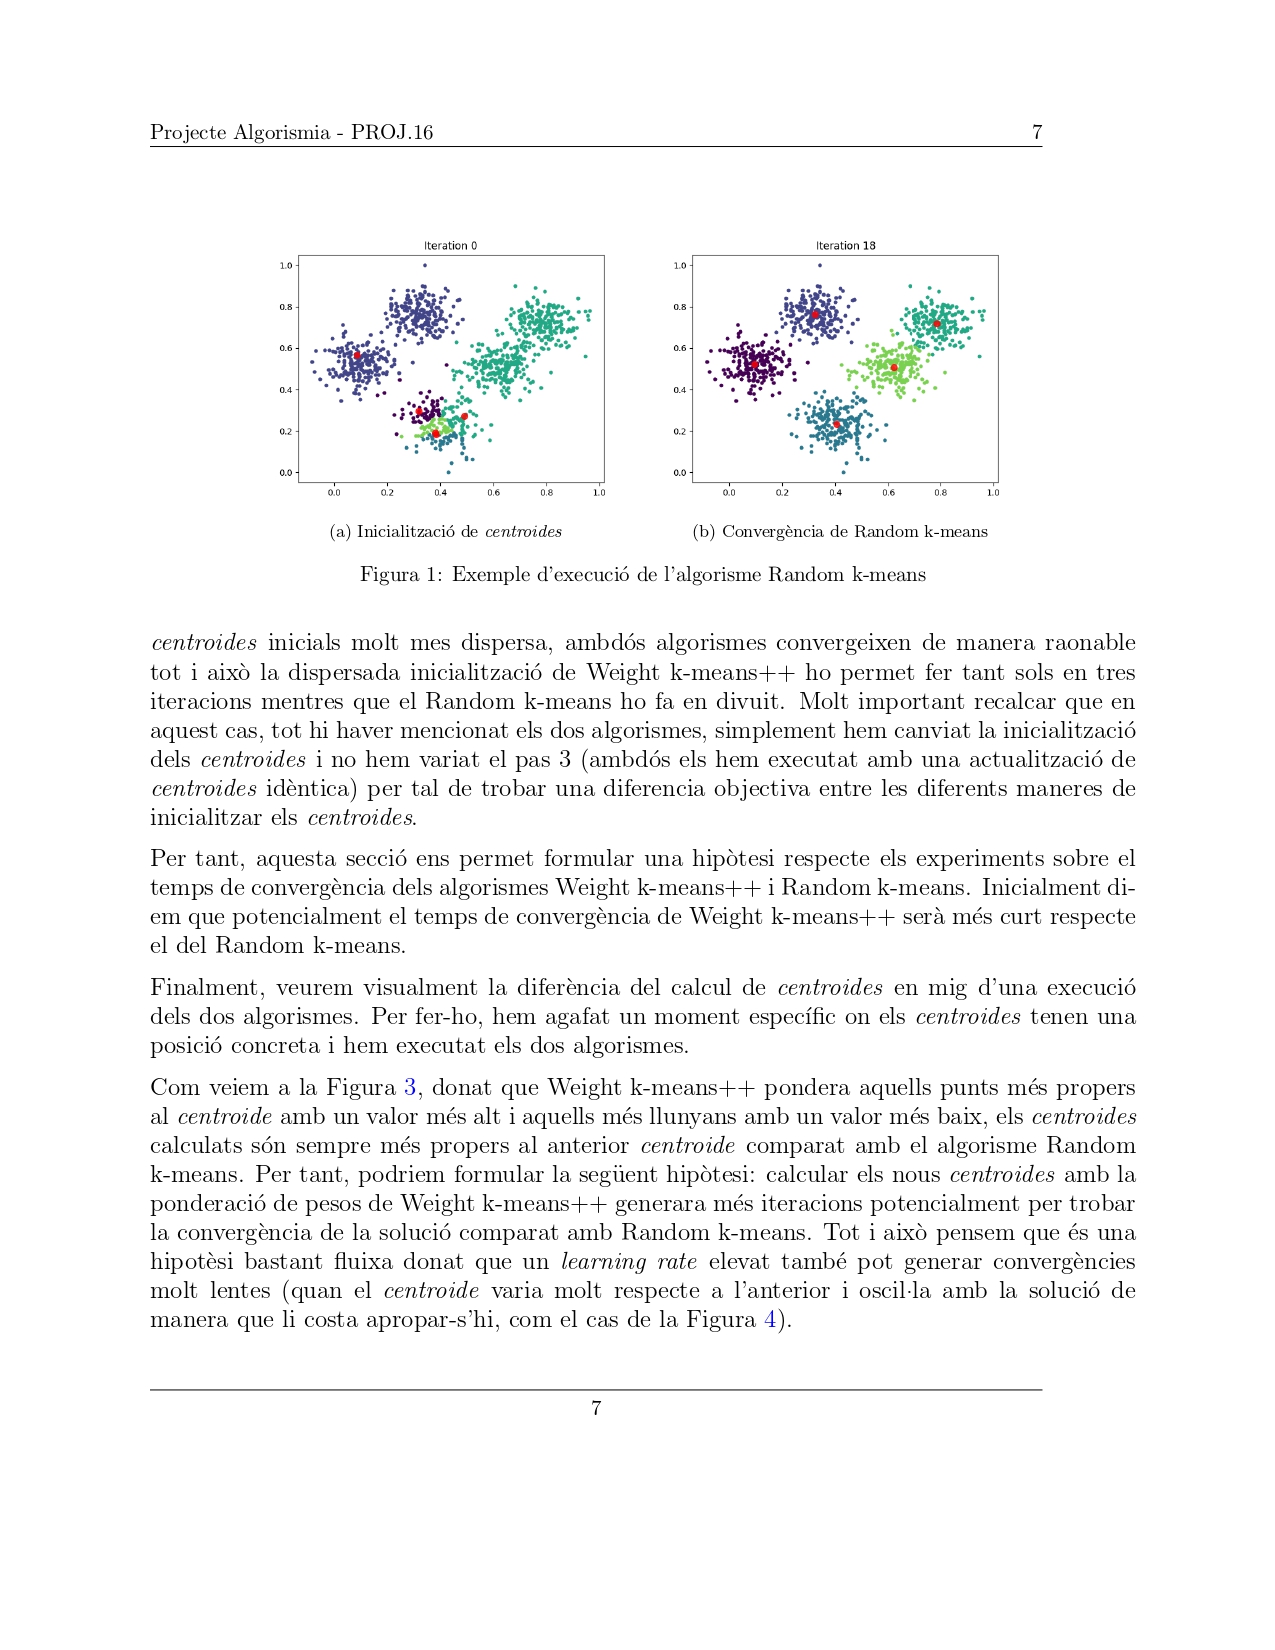 Projecte Algorismia - PROJ.16 7
Iteration 0
1.0
0.8
0.6
0.4
0.2
0.0
0.0 0.2 0.4 0.6 0.8 1.0
Iteration 18
1.0
0.8
0.6
0.4
0.2
0.0
0.0 0.2 0.4 0.6 0.8 1.0
(a) Inicialització de centroides
(b) Convergència de Random k-means
Figura 1: Exemple d'execució de l'algorisme Random k-means
centroides inicials molt mes dispersa, ambdós algorismes convergeixen de manera raonable
tot i això la dispersada inicialització de Weight k-means++ ho permet fer tant sols en tres
iteracions mentres que el Random k-means ho fa en divuit. Molt important recalcar que en
aquest cas, tot hi haver mencionat els dos algorismes, simplement hem canviat la inicialització
dels centroides i no hem variat el pas 3 (ambdós els hem executat amb una actualització de
centroides idèntica) per tal de trobar una diferencia objectiva entre les diferents maneres de
inicialitzar els centroides.
Per tant, aquesta secció ens permet formular una hipòtesi respecte els experiments sobre el
temps de convergència dels algorismes Weight k-means++ i Random k-means. Inicialment di-
em que potencialment el temps de convergència de Weight k-means++ serà més curt respecte
el del Random k-means.
Finalment, veurem visualment la diferència del calcul de centroides en mig d'una execució
dels dos algorismes. Per fer-ho, hem agafat un moment específic on els centroides tenen una
posició concreta i hem executat els dos algorismes.
Com veiem a la Figura 3, donat que Weight k-means++ pondera aquells punts més propers
al centroide amb un valor més alt i aquells més llunyans amb un valor més baix, els centroides
calculats són sempre més propers al anterior centroide comparat amb el algorisme Random
k-means. Per tant, podriem formular la següent hipòtesi: calcular els nous centroides amb la
ponderació de pesos de Weight k-means++ generara més iteracions potencialment per trobar
la convergència de la solució comparat amb Random k-means. Tot i això pensem que és una
hipotèsi bastant fluixa donat que un learning rate elevat també pot generar convergències
molt lentes (quan el centroide varia molt respecte a l'anterior i oscil·la amb la solució de
manera que li costa apropar-s'hi, com el cas de la Figura 4).
7